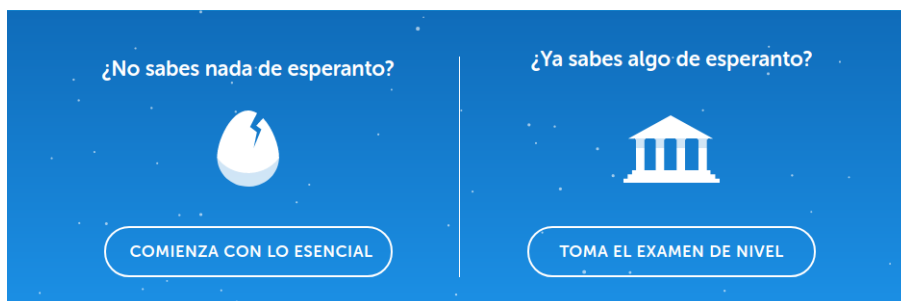 ¿No sabes nada de esperanto?
COMIENZA CON LO ESENCIAL
¿Ya sabes algo de esperanto?
TOMA EL EXAMEN DE NIVEL